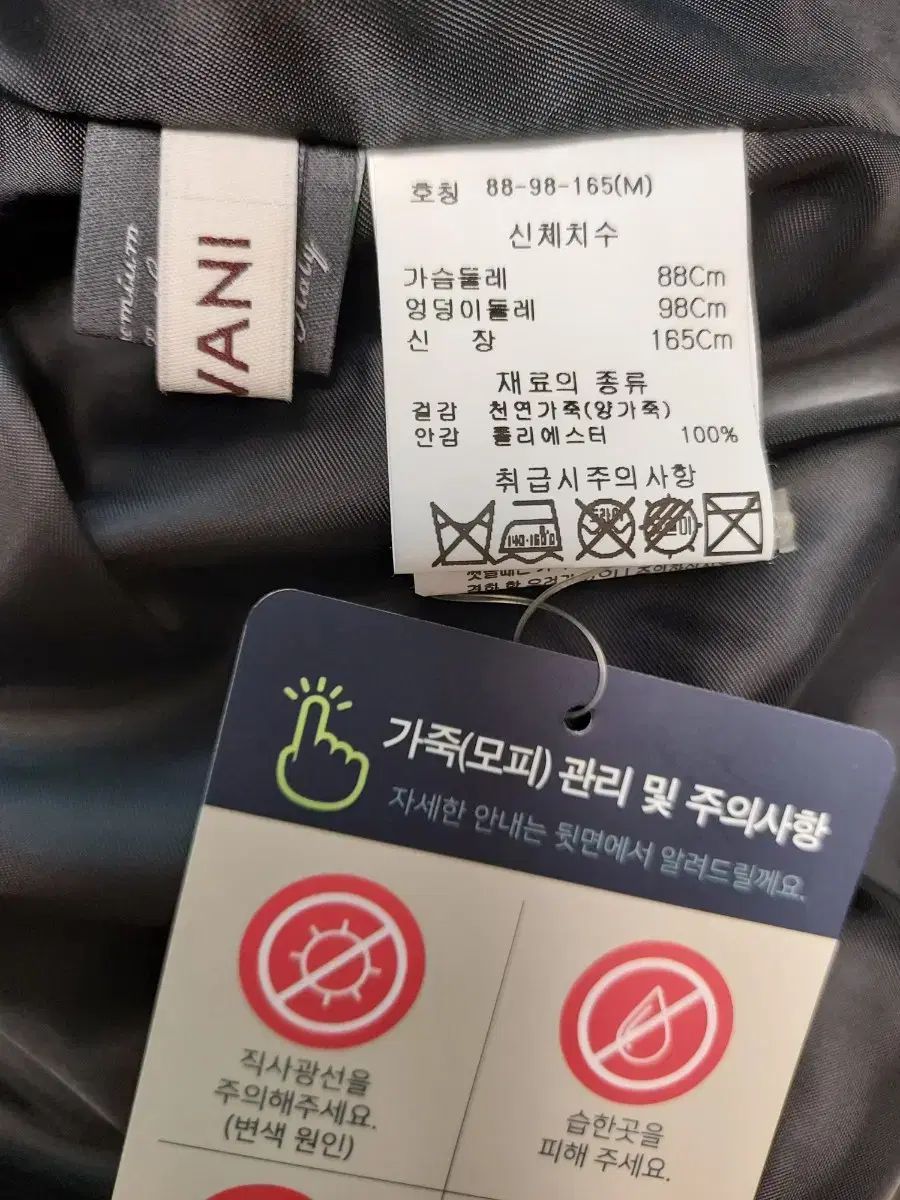 VANI
Italy
호칭 88-98-165(M)
신체치수
가슴둘레 88Cm
엉덩이둘레 98Cm
신 장 165Cm
재료의 종류
겉감 천연가죽(양가죽)
안감 폴리에스터 100%
취급시주의사항
140-160℃
가죽(모피) 관리 및 주의사항
자세한 안내는 뒷면에서 알려드릴께요.
직사광선을
주의해주세요.
(변색 원인)
습한곳을
피해 주세요.